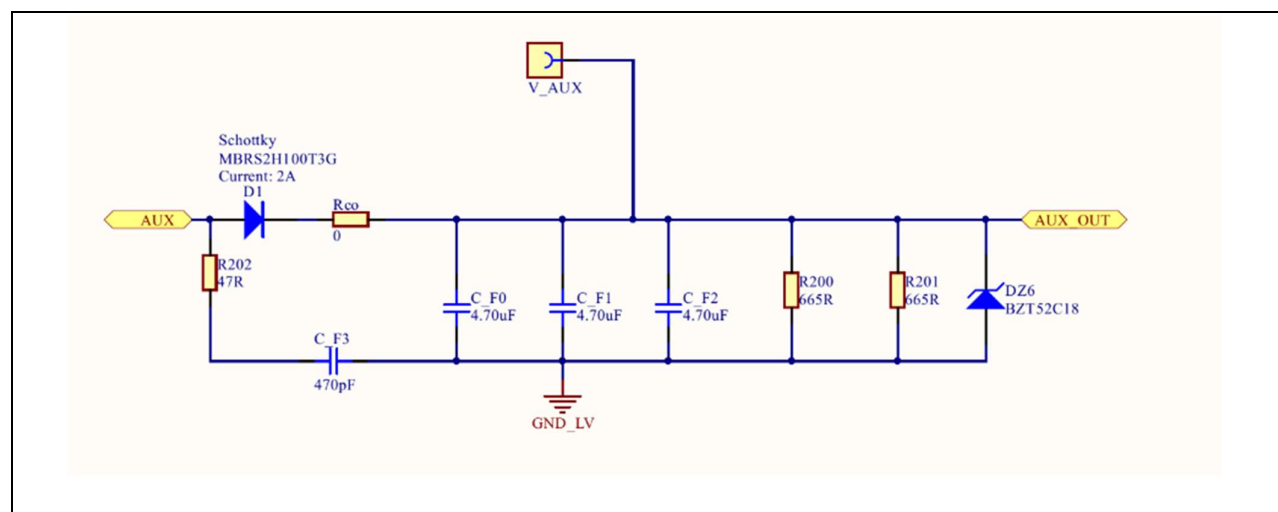 V_AUX
Schottky
MBRS2H100T3G
Current: 2A
D1
AUX
Rco
0
AUX_OUT
R202
47R
C_F0
4.70uF
C_F1
4.70uF
C_F2
4.70uF
R200
665R
R201
665R
DZ6
BZT52C18
C_F3
470pF
GND_LV